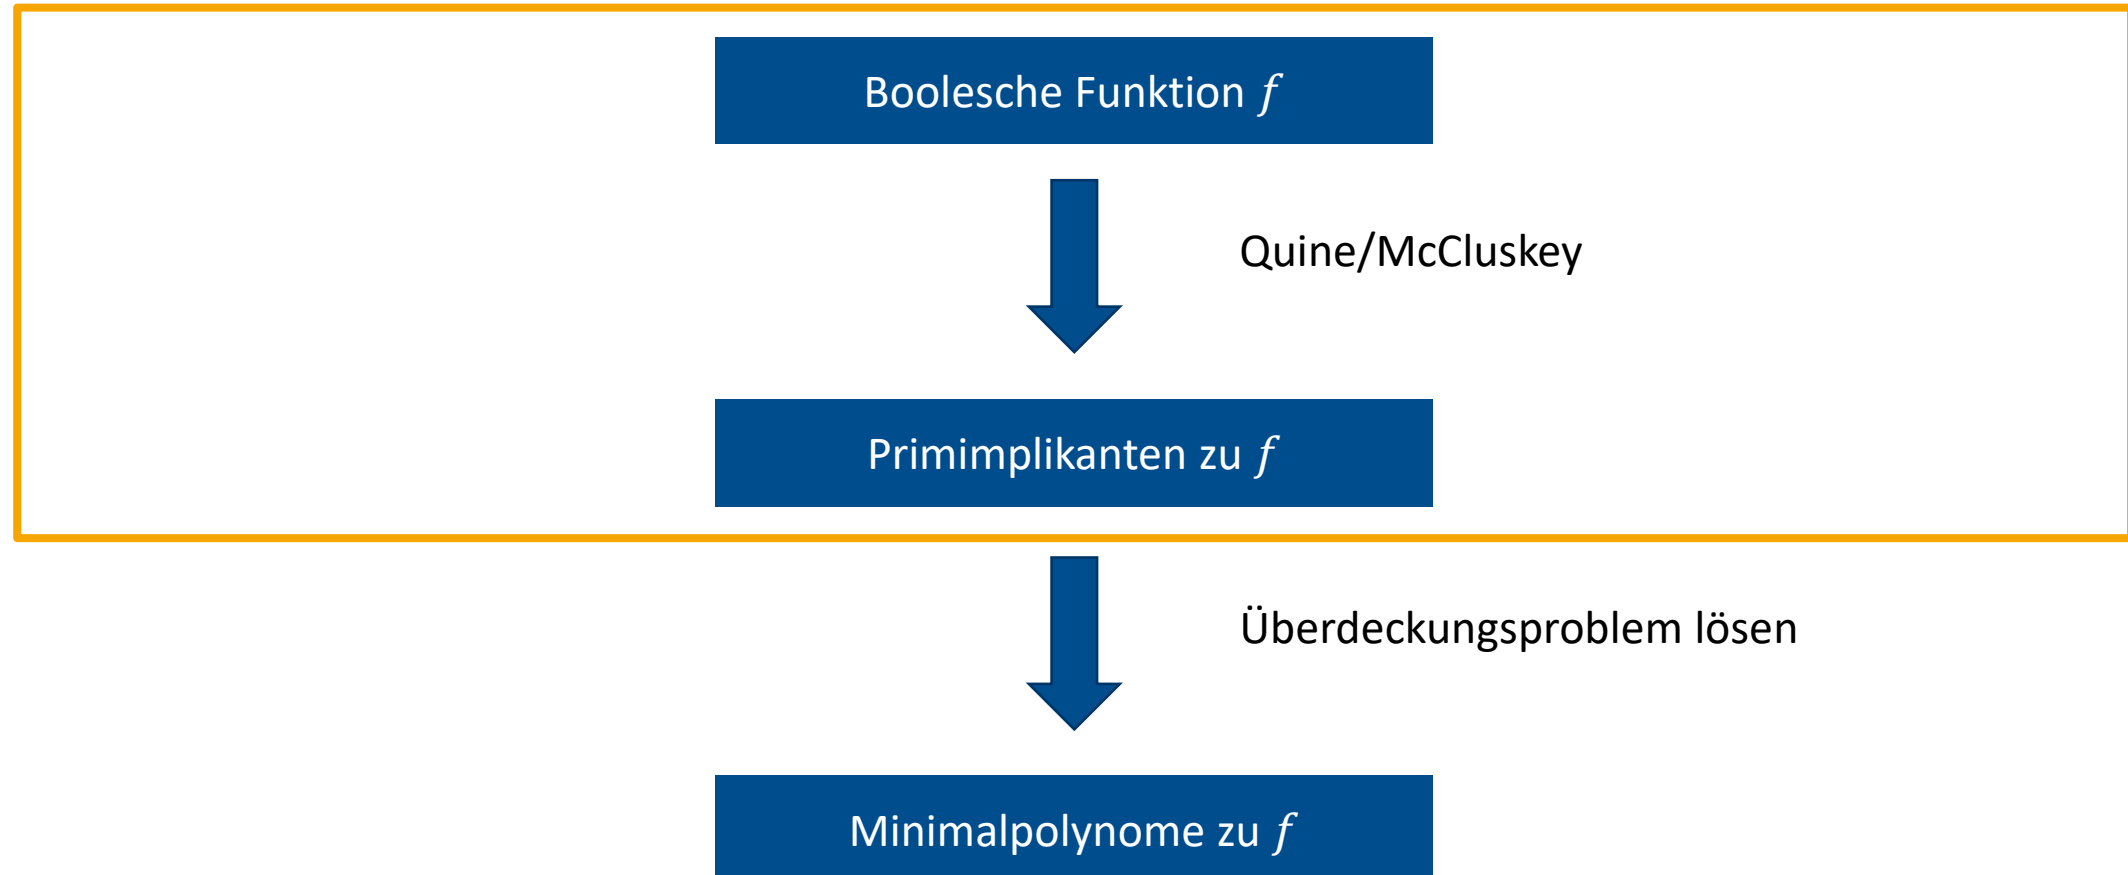 Boolesche Funktion f
Quine/McCluskey
Primimplikanten zu f
Überdeckungsproblem lösen
Minimalpolynome zu f